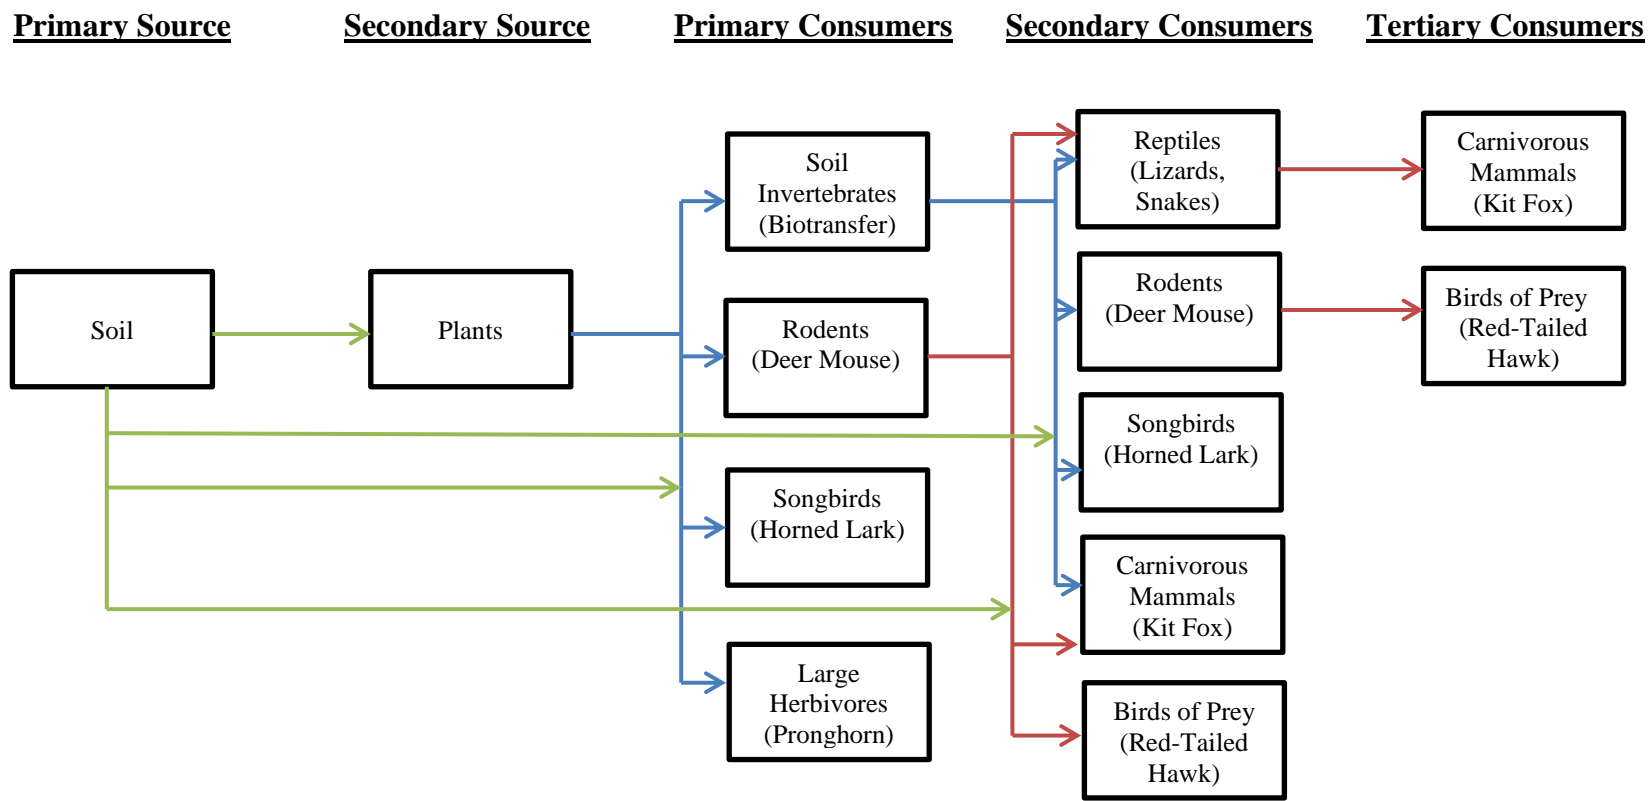 Primary Source
Secondary Source
Primary Consumers
Secondary Consumers
Tertiary Consumers
Soil
Plants
Soil
Invertebrates
(Biotransfer)
Rodents
(Deer Mouse)
Songbirds
(Horned Lark)
Large
Herbivores
(Pronghorn)
Reptiles
(Lizards,
Snakes)
Rodents
(Deer Mouse)
Songbirds
(Horned Lark)
Carnivorous
Mammals
(Kit Fox)
Birds of Prey
(Red-Tailed
Hawk)
Carnivorous
Mammals
(Kit Fox)
Birds of Prey
(Red-Tailed
Hawk)